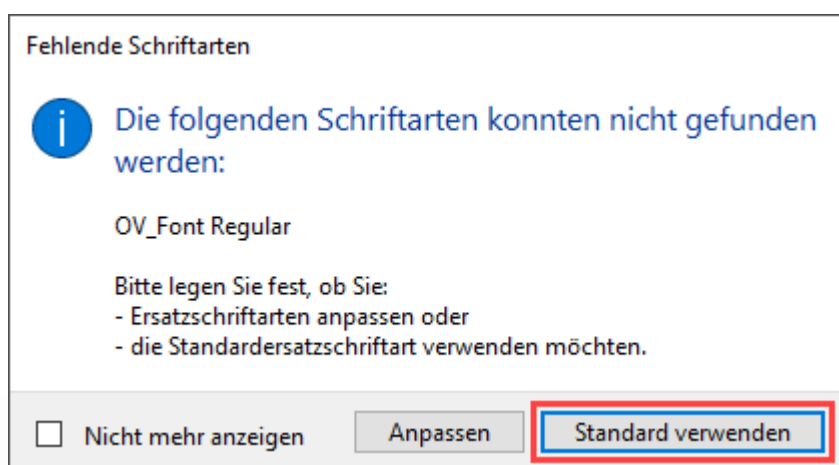 Fehlende Schriftarten
Die folgenden Schriftarten konnten nicht gefunden
werden:
OV_Font Regular
Bitte legen Sie fest, ob Sie:
- Ersatzschriftarten anpassen oder
- die Standardersatzschriftart verwenden möchten.
Nicht mehr anzeigen
Anpassen
Standard verwenden